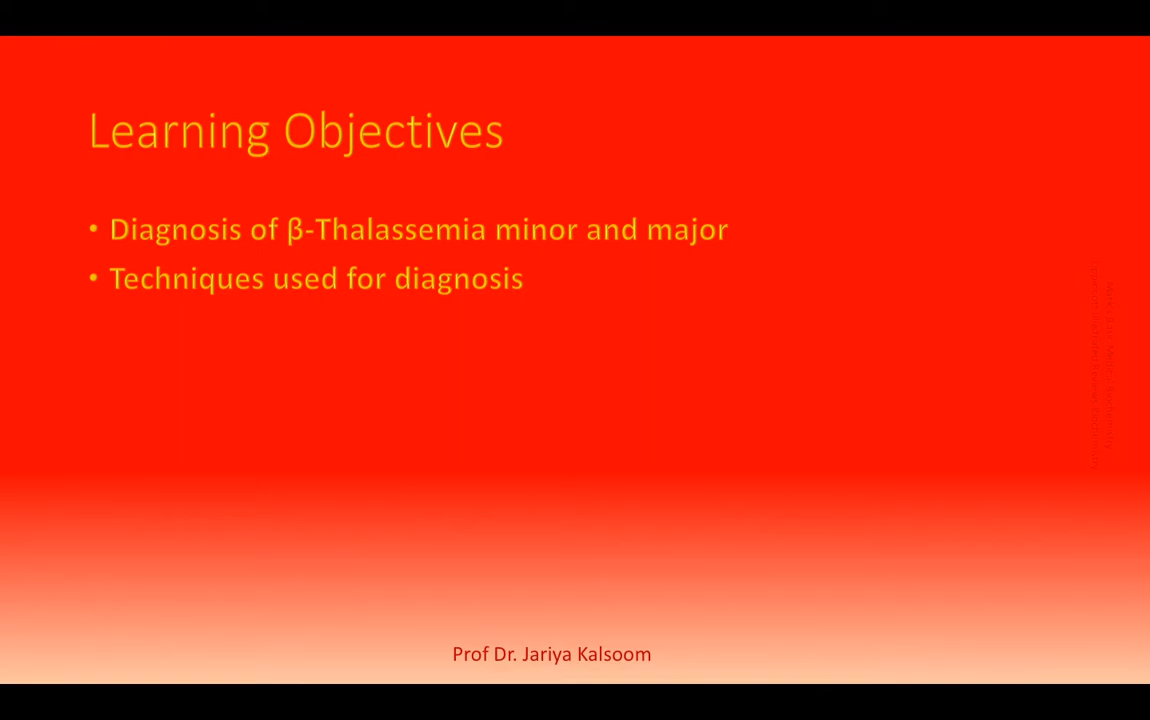 Learning Objectives
• Diagnosis of β-Thalassemia minor and major
• Techniques used for diagnosis
Prof Dr. Jariya Kalsoom